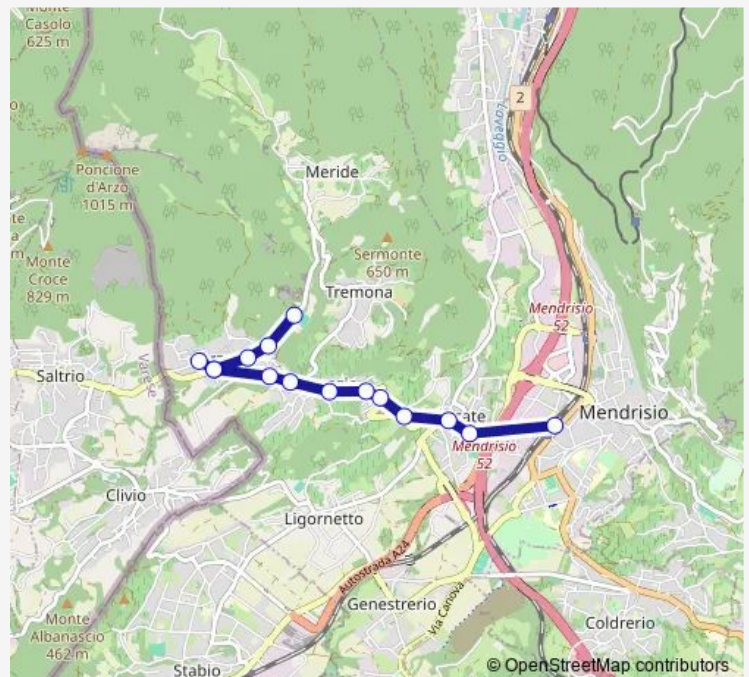 Monte
Casolo
625 m
2
Laveggio
Poncione
d'Arzo
1015 m
Meride
Monte
Croce
829 m
Sermonte
650 m
Tremona
Mendrisio
52
Varese
Saltrio
Mendrisio
Mendrisio
52
Clivio
Ligornetto
Autostrada A24
Genestrerio
Via Canova
Monte
Albanascio
462 m
Coldrerio
Stabio
© OpenStreetMap contributors